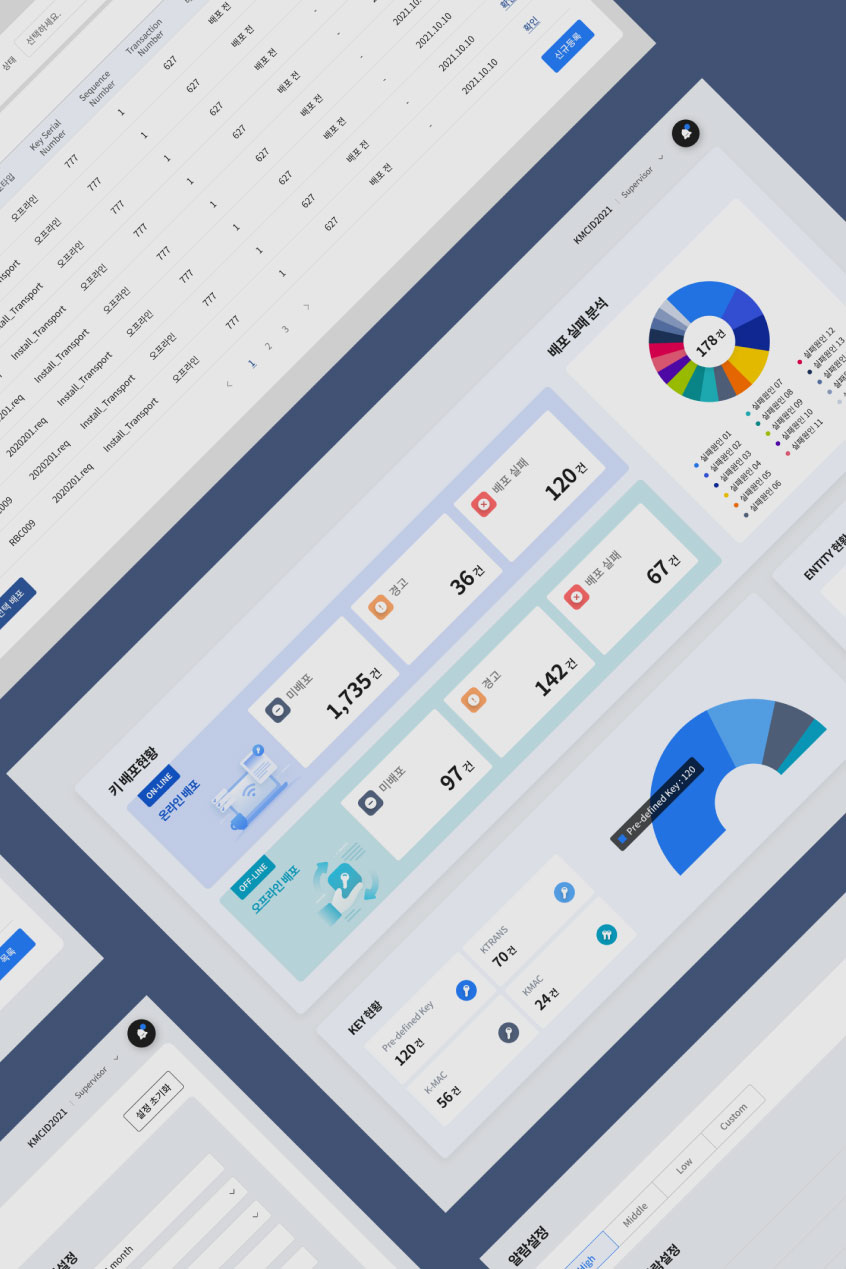 상태
선택하세요.
Key Serial
Number
Sequence
Number
Transaction
Number
오프라인
777
1
627
배포 전
-
오프라인
777
1
627
배포 전
-
2021.10.10
Install_Transport
오프라인
777
1
627
배포 전
-
2021.10.10
Install_Transport
오프라인
777
1
627
배포 전
-
2021.10.10
확인
2020201.req
Install_Transport
오프라인
777
1
627
배포 전
-
2021.10.10
확인
2020201.req
Install_Transport
오프라인
777
1
627
배포 전
RBC009
2020201.req
Install_Transport
오프라인
777
1
627
배포 전
신규등록
1
2
3
선택 배포
목록
KMCID2021
Supervisor
키 배포현황
ON-LINE
온라인 배포
미배포
1,735 건
경고
36 건
배포 실패
120 건
OFF-LINE
오프라인 배포
미배포
97 건
경고
142 건
배포 실패
67 건
배포 실패 분석
178 건
실패원인 01
실패원인 02
실패원인 03
실패원인 04
실패원인 05
실패원인 06
실패원인 07
실패원인 08
실패원인 09
실패원인 10
실패원인 11
실패원인 12
실패원인 13
KEY 현황
Pre-defined Key
120 건
KTRANS
70 건
K-MAC
56 건
KMAC
24 건
Pre-defined Key : 120
ENTITY 현황
KMCID2021
Supervisor
설정 초기화
month
알람설정
High
Middle
Low
Custom